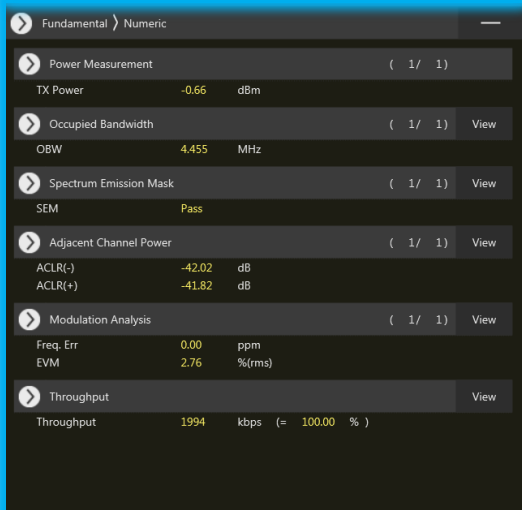 Fundamental 〉 Numeric
Power Measurement ( 1/ 1)
TX Power -0.66 dBm
Occupied Bandwidth ( 1/ 1) View
OBW 4.455 MHz
Spectrum Emission Mask ( 1/ 1) View
SEM Pass
Adjacent Channel Power ( 1/ 1) View
ACLR(-) -42.02 dB
ACLR(+) -41.82 dB
Modulation Analysis ( 1/ 1) View
Freq. Err 0.00 ppm
EVM 2.76 %(rms)
Throughput View
Throughput 1994 kbps (= 100.00 % )